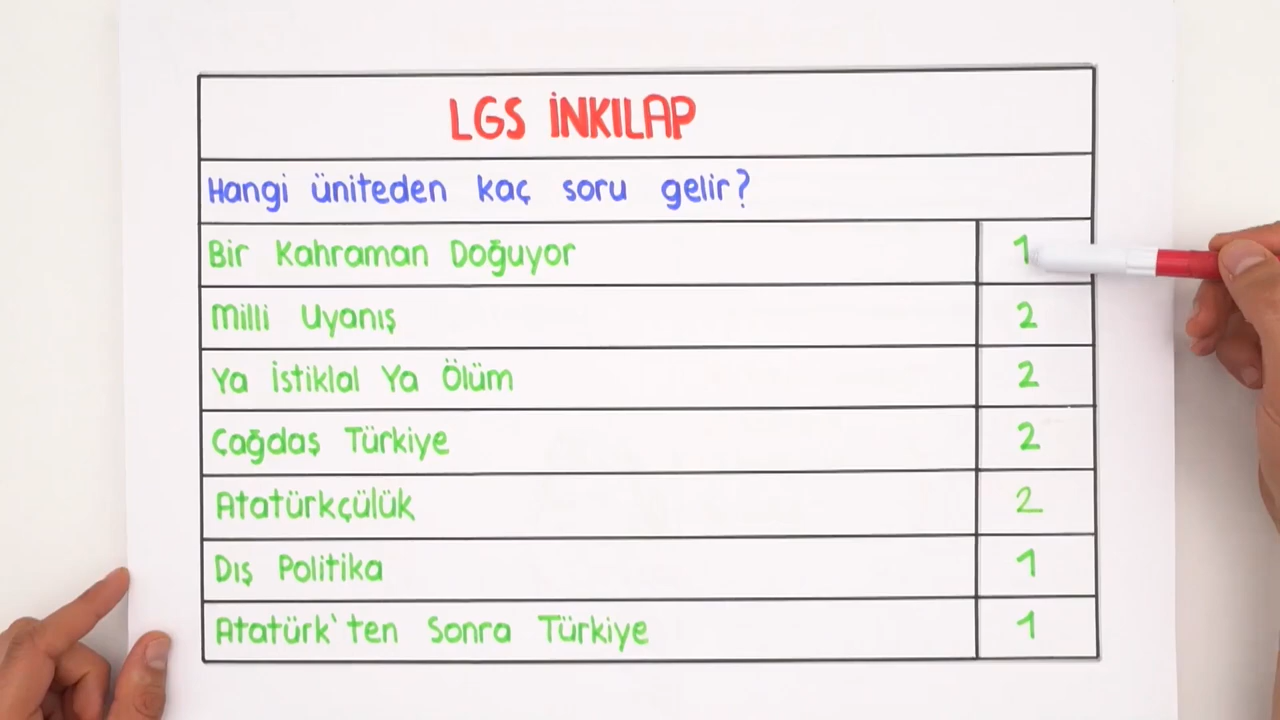 LGS İNKILAP
Hangi üniteden kaç soru gelir?
Bir Kahraman Doğuyor 1
Milli Uyanış 2
Ya İstiklal Ya Ölüm 2
Çağdaş Türkiye 2
Atatürkçülük 2
Dış Politika 1
Atatürk'ten Sonra Türkiye 1